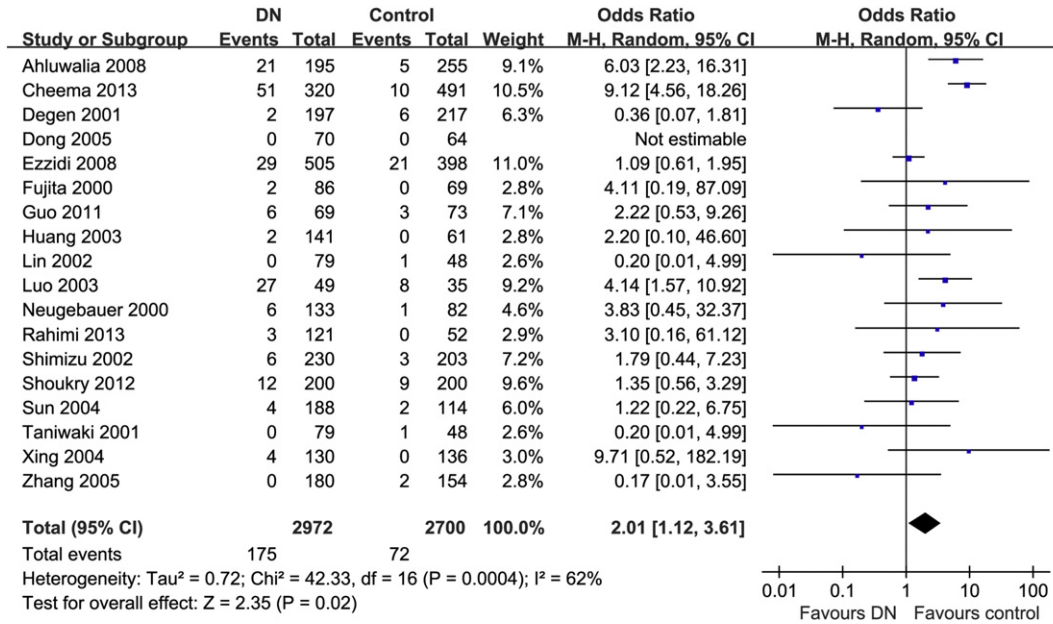 DN Control Odds Ratio Odds Ratio
Study or Subgroup Events Total Events Total Weight M-H, Random, 95% CI M-H, Random, 95% CI
Ahluwalia 2008 21 195 5 255 9.1% 6.03 [2.23, 16.31]
Cheema 2013 51 320 10 491 10.5% 9.12 [4.56, 18.26]
Degen 2001 2 197 6 217 6.3% 0.36 [0.07, 1.81]
Dong 2005 0 70 0 64 Not estimable
Ezzidi 2008 29 505 21 398 11.0% 1.09 [0.61, 1.95]
Fujita 2000 2 86 0 69 2.8% 4.11 [0.19, 87.09]
Guo 2011 6 69 3 73 7.1% 2.22 [0.53, 9.26]
Huang 2003 2 141 0 61 2.8% 2.20 [0.10, 46.60]
Lin 2002 0 79 1 48 2.6% 0.20 [0.01, 4.99]
Luo 2003 27 49 8 35 9.2% 4.14 [1.57, 10.92]
Neugebauer 2000 6 133 1 82 4.6% 3.83 [0.45, 32.37]
Rahimi 2013 3 121 0 52 2.9% 3.10 [0.16, 61.12]
Shimizu 2002 6 230 3 203 7.2% 1.79 [0.44, 7.23]
Shoukry 2012 12 200 9 200 9.6% 1.35 [0.56, 3.29]
Sun 2004 4 188 2 114 6.0% 1.22 [0.22, 6.75]
Taniwaki 2001 0 79 1 48 2.6% 0.20 [0.01, 4.99]
Xing 2004 4 130 0 136 3.0% 9.71 [0.52, 182.19]
Zhang 2005 0 180 2 154 2.8% 0.17 [0.01, 3.55]
Total (95% CI) 2972 2700 100.0% 2.01 [1.12, 3.61]
Total events 175 72
Heterogeneity: Tau² = 0.72; Chi² = 42.33, df = 16 (P = 0.0004); I² = 62%
Test for overall effect: Z = 2.35 (P = 0.02)
0.01 0.1 1 10 100
Favours DN Favours control